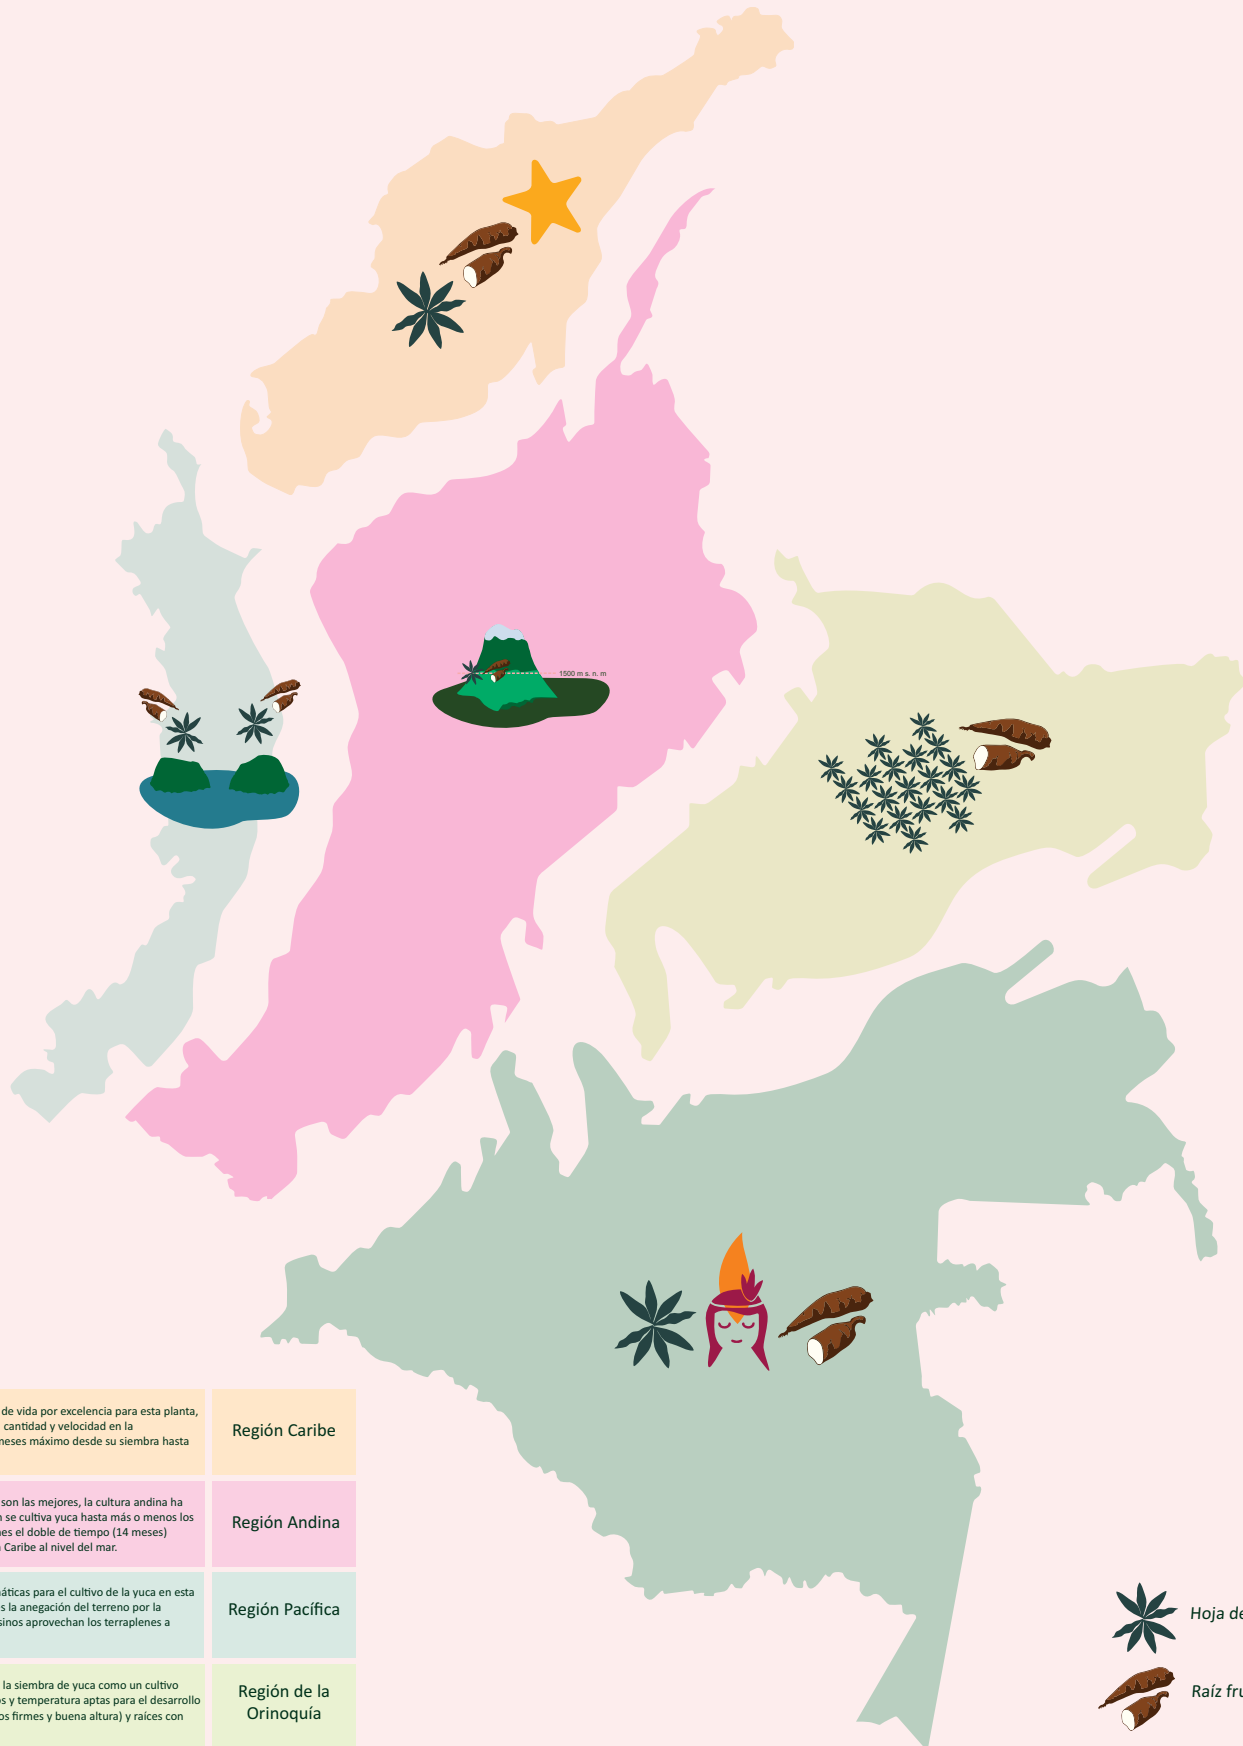 1500 m s. n. m
de vida por excelencia para esta planta,
cantidad y velocidad en la
meses máximo desde su siembra hasta
Región Caribe
son las mejores, la cultura andina ha
se cultiva yuca hasta más o menos los
el doble de tiempo (14 meses)
Caribe al nivel del mar.
Región Andina
para el cultivo de la yuca en esta
la anegación del terreno por la
aprovechan los terraplenes a
Región Pacífica
la siembra de yuca como un cultivo
y temperatura aptas para el desarrollo
firmes y buena altura) y raíces con
Región de la
Orinoquía
Hoja de
Raíz